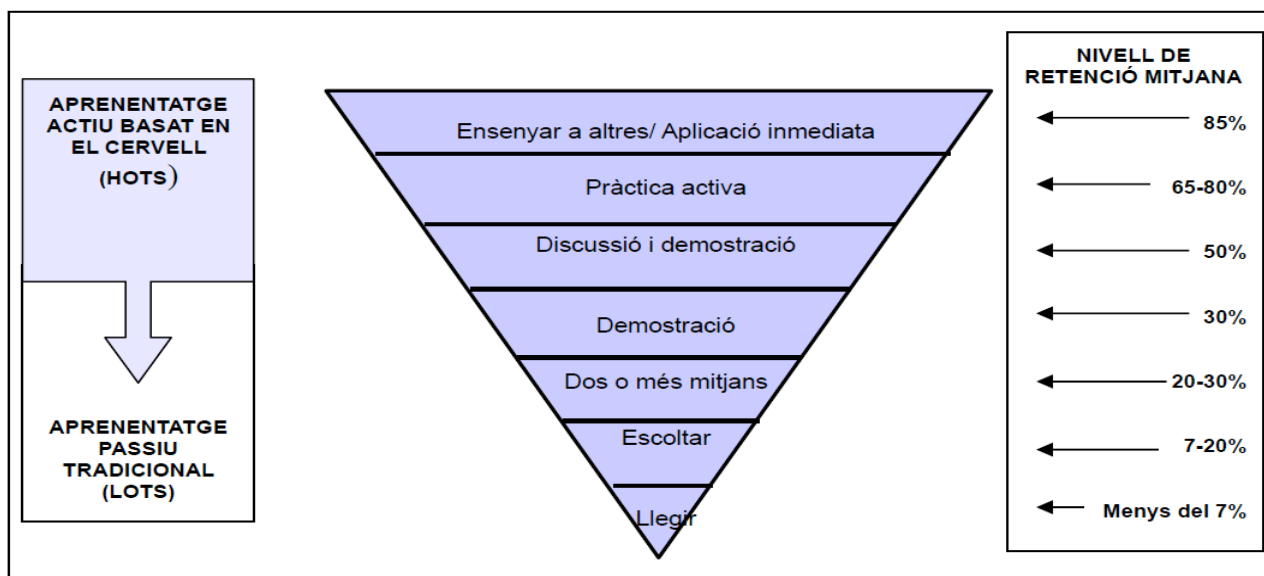 APRENENTATGE
ACTIU BASAT EN
EL CERVELL
(HOTS)
APRENENTATGE
PASSIU
TRADICIONAL
(LOTS)
Ensenyar a altres/ Aplicació inmediata
Pràctica activa
Discussió i demostració
Demostració
Dos o més mitjans
Escoltar
Llegir
NIVELL DE
RETENCIÓ MITJANA
85%
65-80%
50%
30%
20-30%
7-20%
Menys del 7%